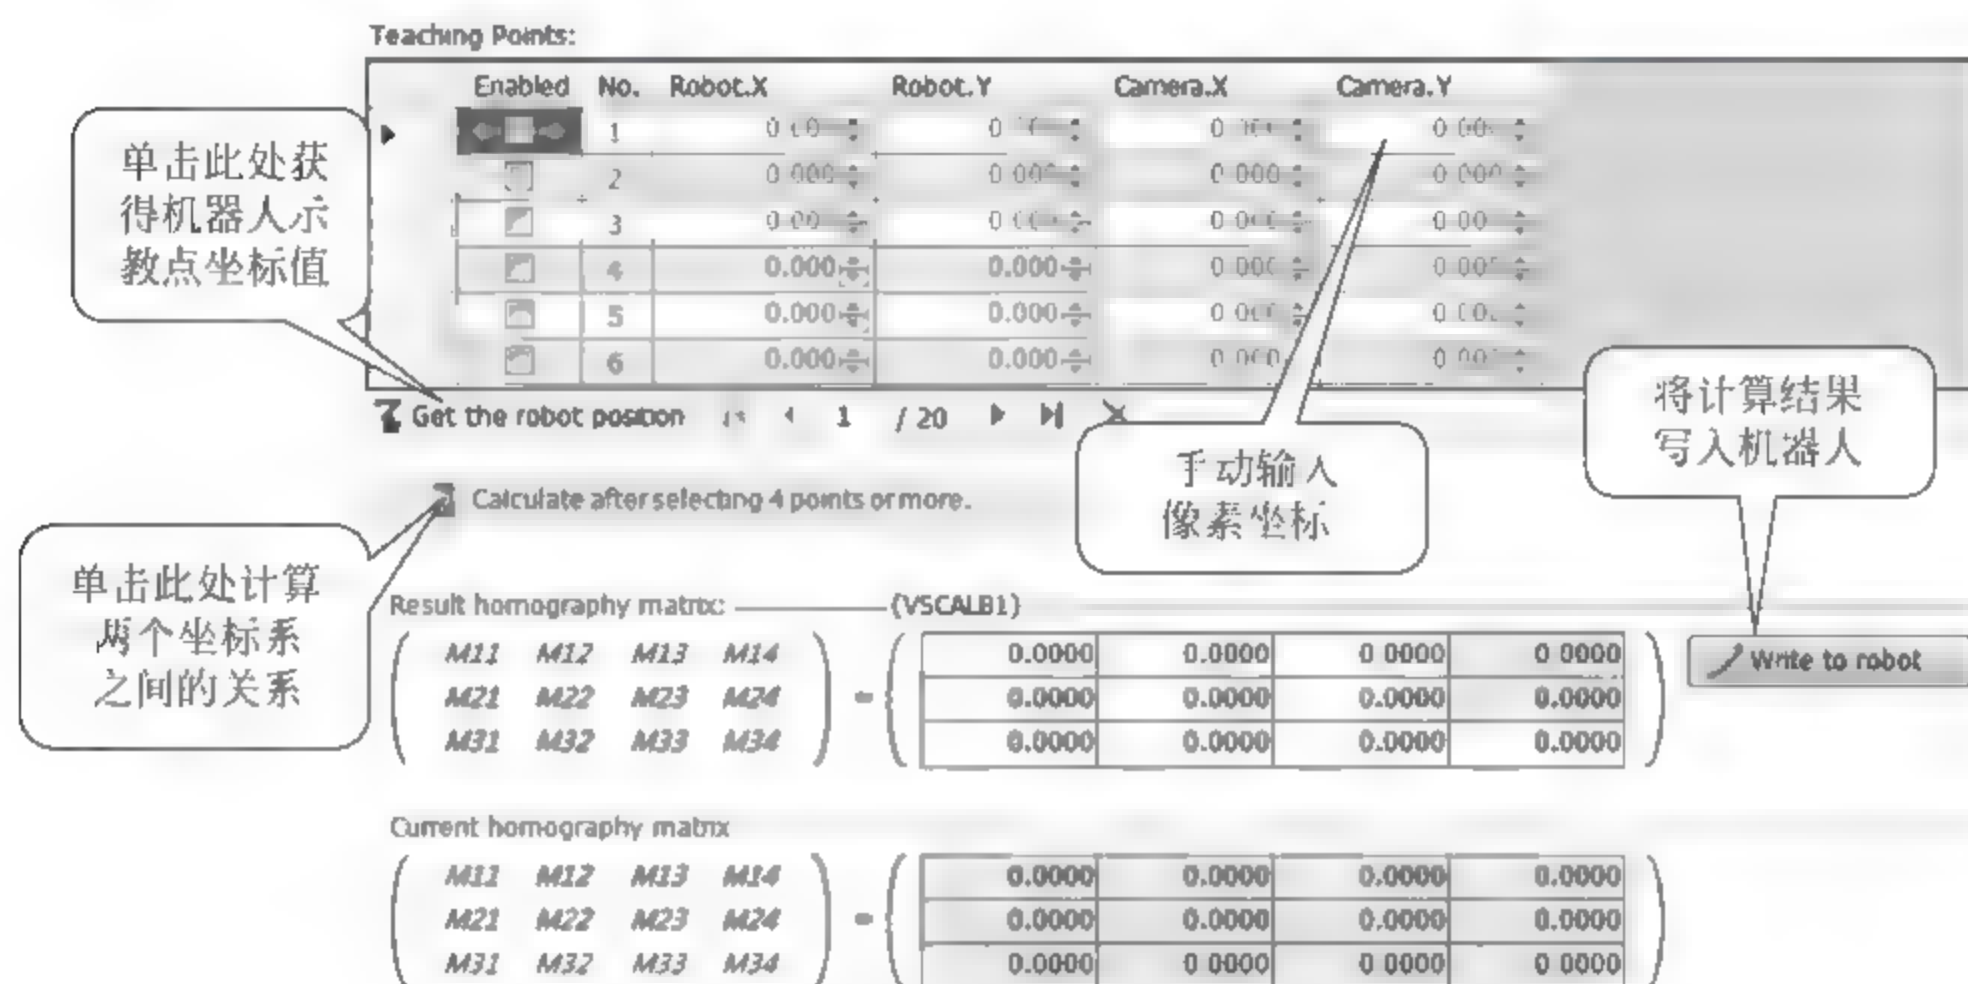 Teaching Points:
Enabled No. Robot.X Robot.Y Camera.X Camera.Y
1
2 0.000
3
4 0.000 0.000
5 0.000 0.000
6 0.000 0.000
单击此处获
得机器人示
教点坐标值
Get the robot position 1 / 20
将计算结果
写入机器人
手动输入
像素坐标
Calculate after selecting 4 points or more.
单击此处计算
两个坐标系
之间的关系
Result homography matrix: (VSCALB1)
M11 M12 M13 M14 = 0.0000 0.0000 0.0000 0.0000
M21 M22 M23 M24 0.0000 0.0000 0.0000 0.0000
M31 M32 M33 M34 0.0000 0.0000 0.0000 0.0000
Write to robot
Current homography matrix
M11 M12 M13 M14 = 0.0000 0.0000 0.0000 0.0000
M21 M22 M23 M24 0.0000 0.0000 0.0000 0.0000
M31 M32 M33 M34 0.0000 0.0000 0.0000 0.0000